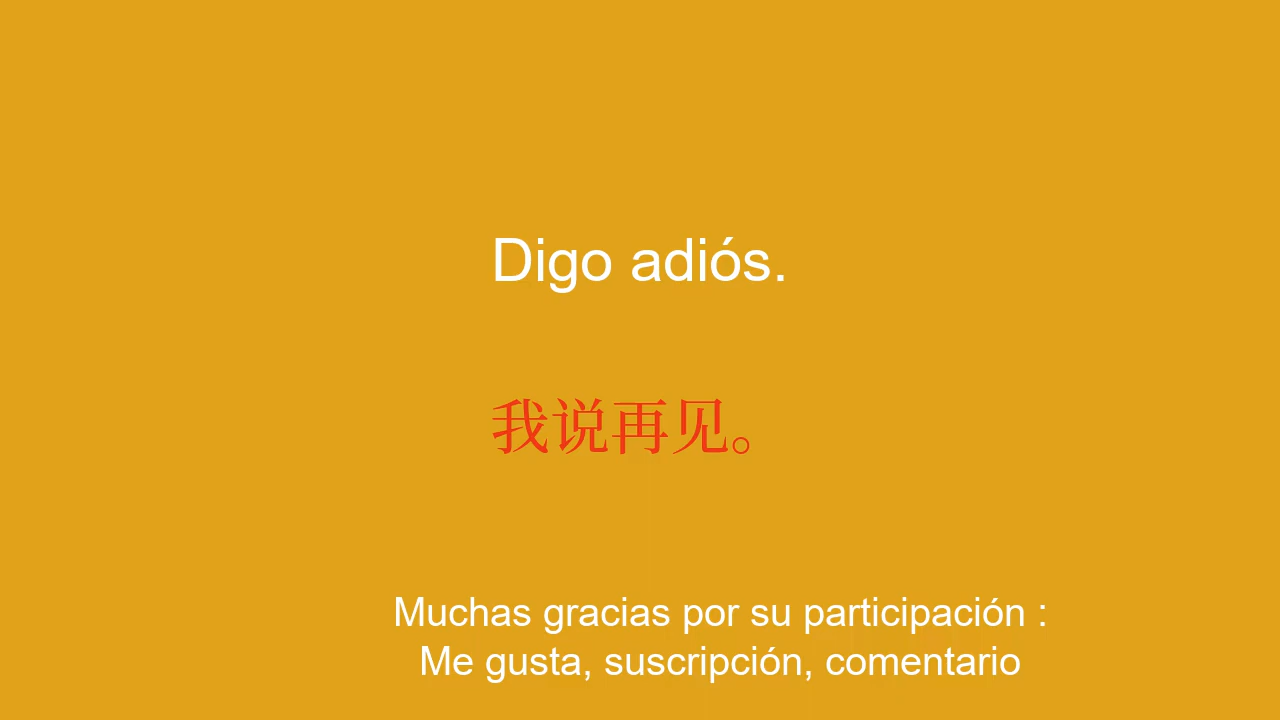 Digo adiós.
我说再见。
Muchas gracias por su participación :
Me gusta, suscripción, comentario